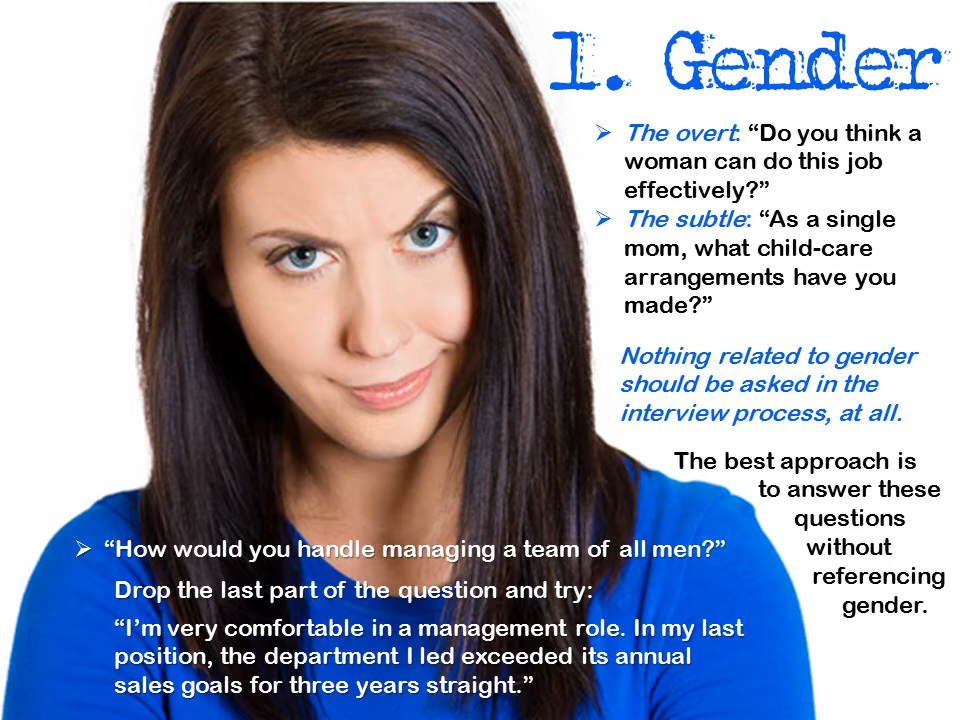 1. Gender
➢ The overt: “Do you think a
woman can do this job
effectively?”
➢ The subtle: “As a single
mom, what child-care
arrangements have you
made?”
Nothing related to gender
should be asked in the
interview process, at all.
The best approach is
to answer these
questions
without
referencing
gender.
➢ “How would you handle managing a team of all men?”
Drop the last part of the question and try:
“I’m very comfortable in a management role. In my last
position, the department I led exceeded its annual
sales goals for three years straight.”